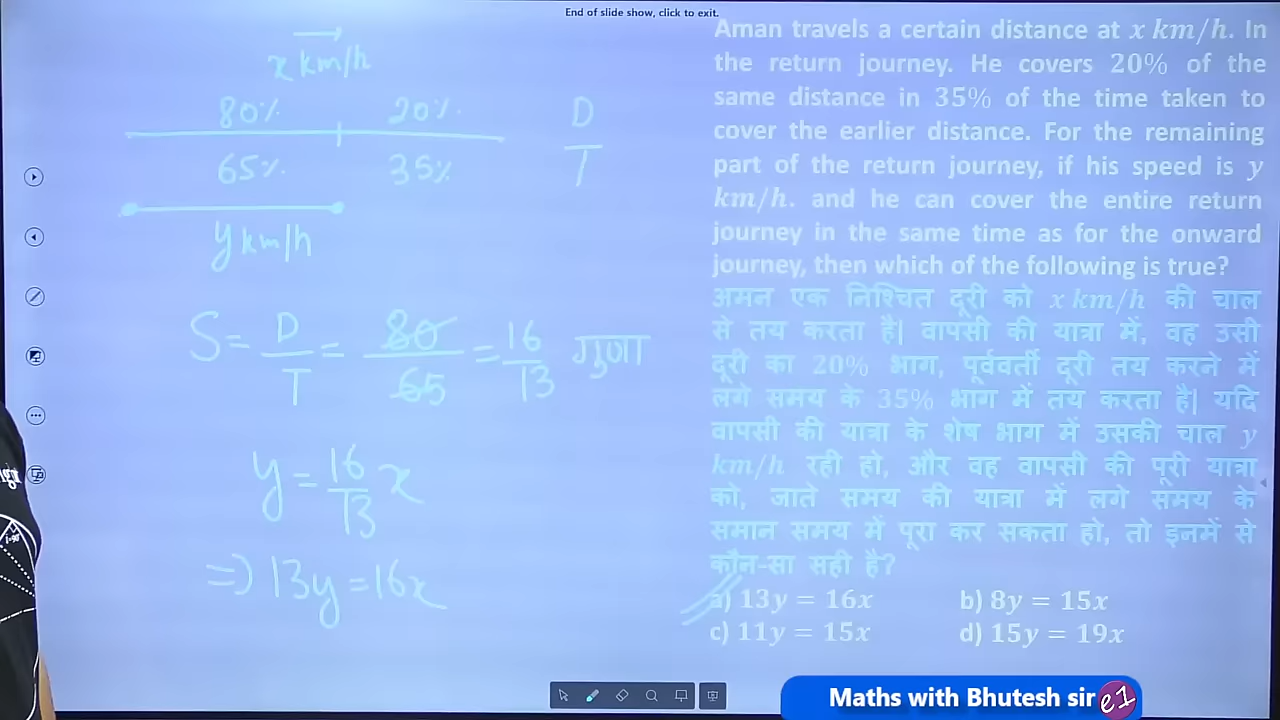 End of slide show, click to exit.
x km/h
80% 20% D
65% 35% T
y km/h
S = D/T = 80/65 = 16/13 गुणा
y = 16/13 x
=) 13y = 16x
Aman travels a certain distance at x km/h. In
the return journey. He covers 20% of the
same distance in 35% of the time taken to
cover the earlier distance. For the remaining
part of the return journey, if his speed is y
km/h. and he can cover the entire return
journey in the same time as for the onward
journey, then which of the following is true?
अमन एक निश्चित दूरी को x km/h की चाल
से तय करता है| वापसी की यात्रा में, वह उसी
दूरी का 20% भाग, पूर्ववर्ती दूरी तय करने में
लगे समय के 35% भाग में तय करता है| यदि
वापसी की यात्रा के शेष भाग में उसकी चाल y
km/h रही हो, और वह वापसी की पूरी यात्रा
को, जाते समय की यात्रा में लगे समय के
समान समय में पूरा कर सकता हो, तो इनमें से
कौन-सा सही है?
a) 13y = 16x b) 8y = 15x
c) 11y = 15x d) 15y = 19x
Maths with Bhutesh sir e1